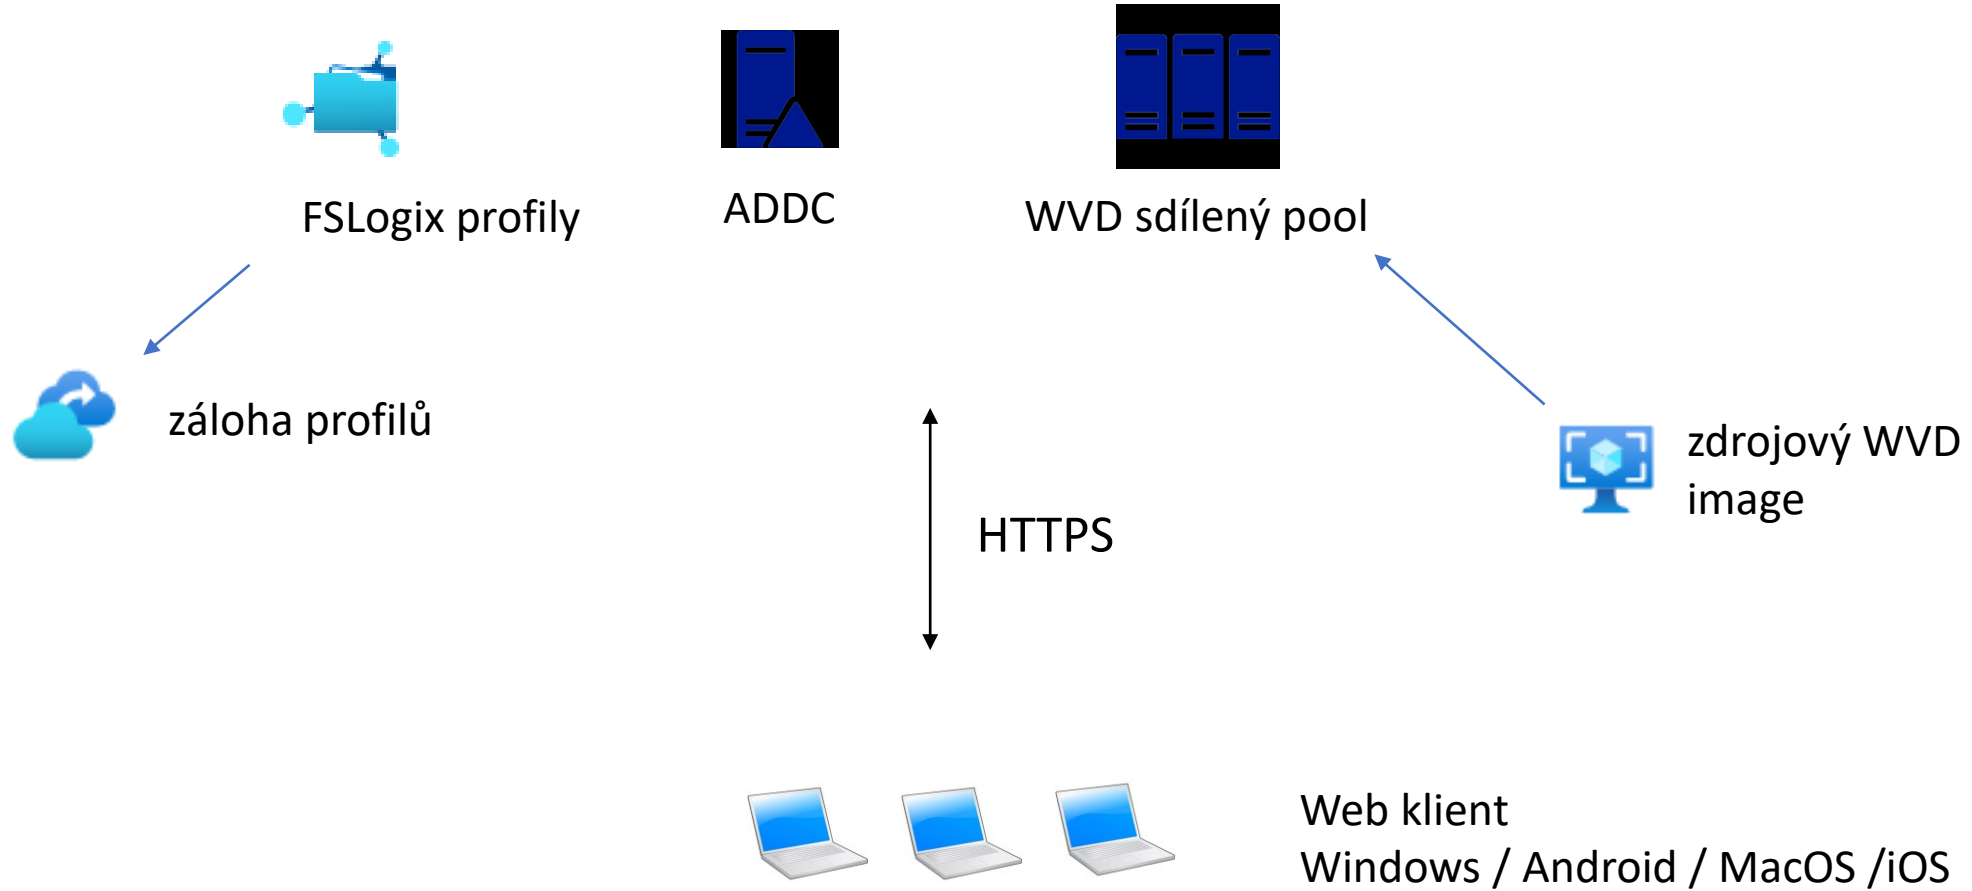 FSLogix profily
ADDC
WVD sdílený pool
záloha profilů
zdrojový WVD
image
HTTPS
Web klient
Windows / Android / MacOS /iOS